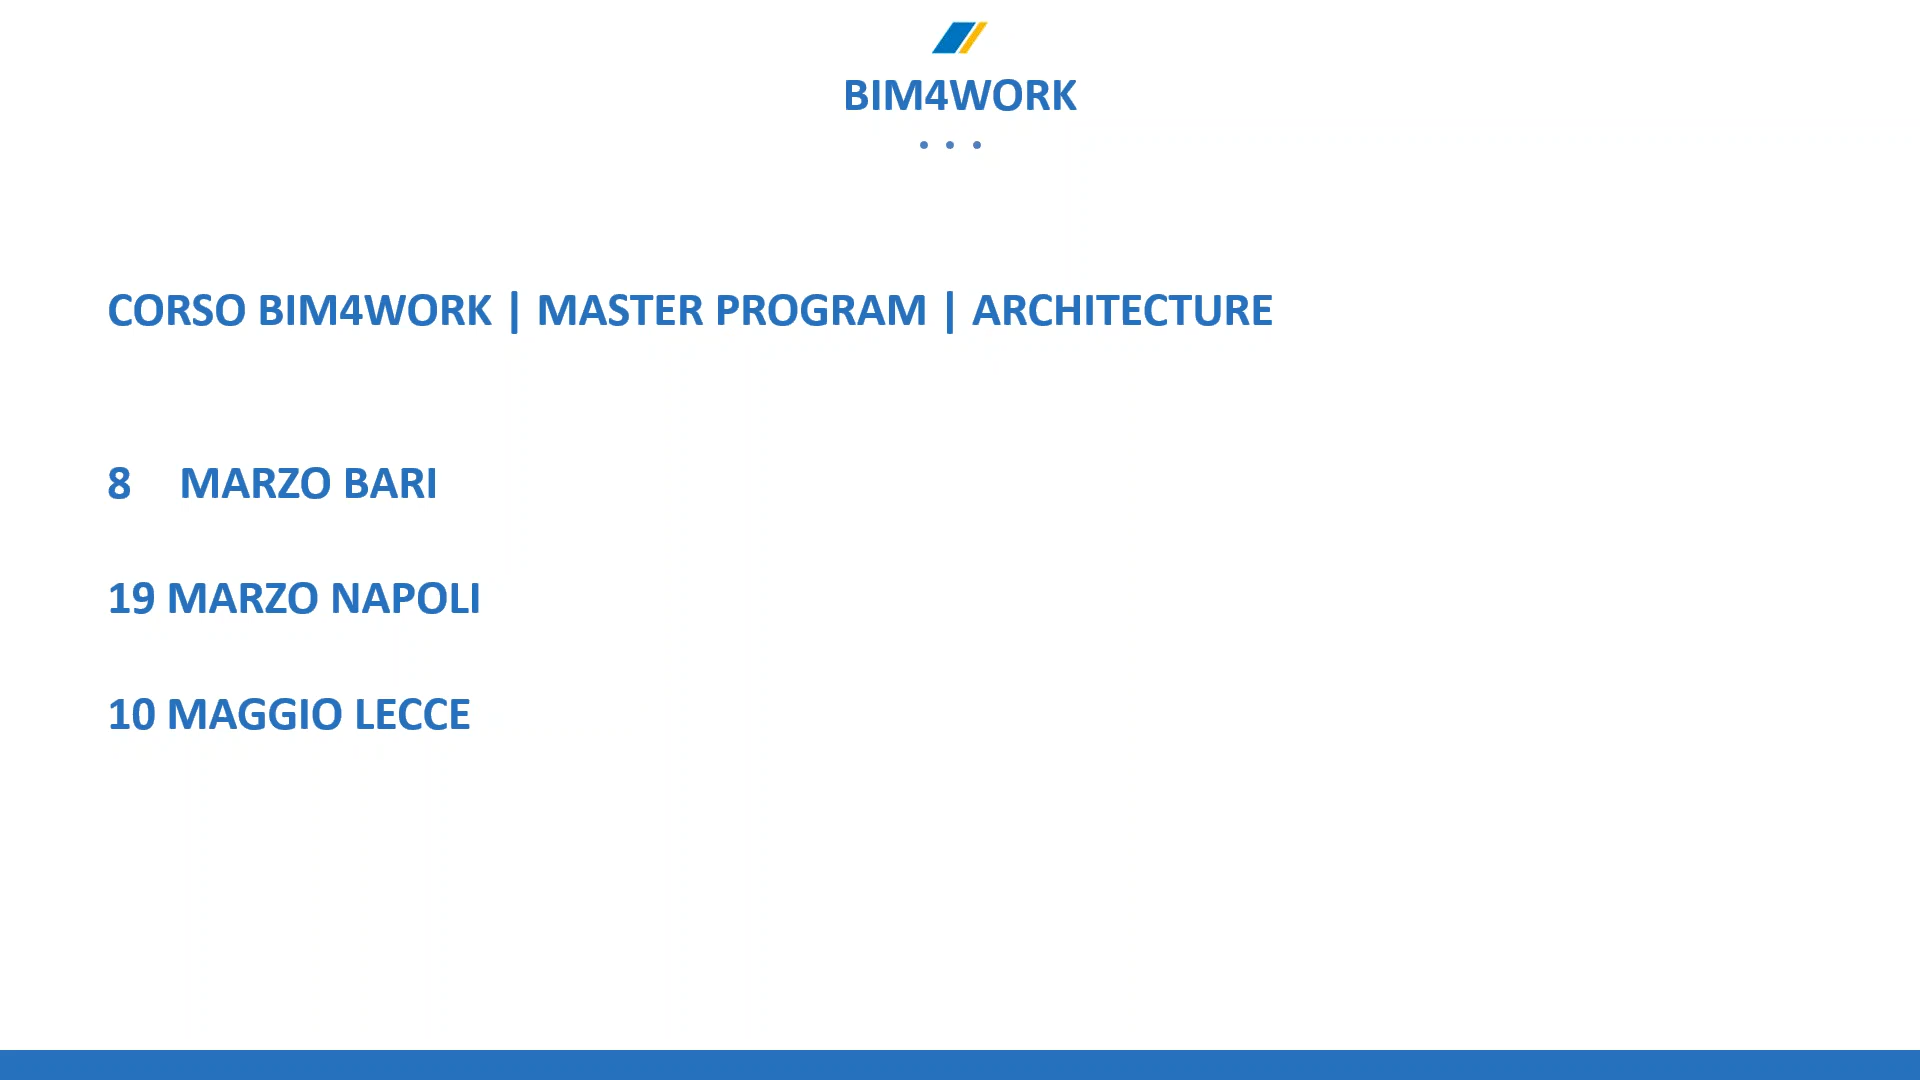 BIM4WORK
CORSO BIM4WORK | MASTER PROGRAM | ARCHITECTURE
8 MARZO BARI
19 MARZO NAPOLI
10 MAGGIO LECCE